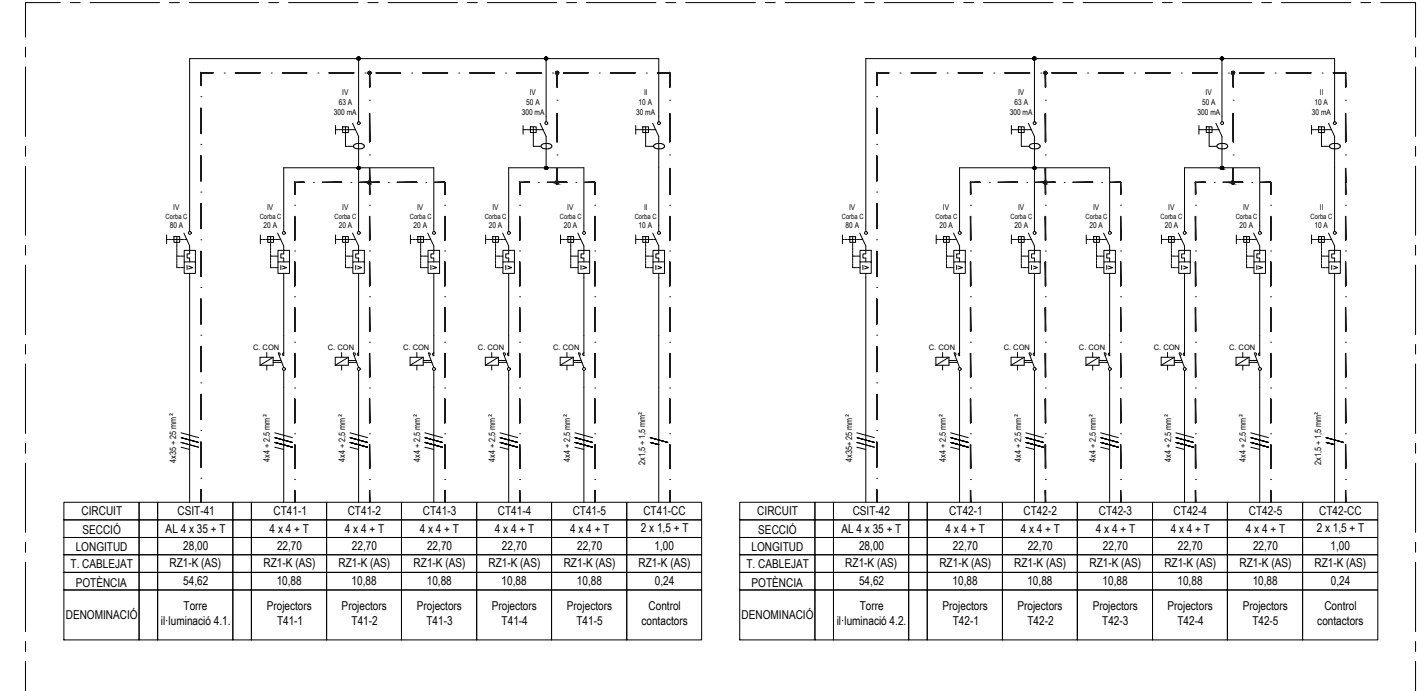 IV IV II
63 A 50 A 10 A
300 mA 300 mA 30 mA
IV IV IV IV IV IV II
Corba C Corba C Corba C Corba C Corba C Corba C Corba C
80 A 20 A 20 A 20 A 20 A 20 A 10 A
I> I> I> I> I> I> I>
C. CON C. CON C. CON C. CON C. CON
4x35 + 25 mm² 4x4 + 2,5 mm² 4x4 + 2,5 mm² 4x4 + 2,5 mm² 4x4 + 2,5 mm² 4x4 + 2,5 mm² 2x1,5 + 1,5 mm²
CIRCUIT CSIT-41 CT41-1 CT41-2 CT41-3 CT41-4 CT41-5 CT41-CC
SECCIÓ AL 4 x 35 + T 4 x 4 + T 4 x 4 + T 4 x 4 + T 4 x 4 + T 4 x 4 + T 2 x 1,5 + T
LONGITUD 28,00 22,70 22,70 22,70 22,70 22,70 1,00
T. CABLEJAT RZ1-K (AS) RZ1-K (AS) RZ1-K (AS) RZ1-K (AS) RZ1-K (AS) RZ1-K (AS) RZ1-K (AS)
POTÈNCIA 54,62 10,88 10,88 10,88 10,88 10,88 0,24
DENOMINACIÓ Torre il·luminació 4.1. Projectors T41-1 Projectors T41-2 Projectors T41-3 Projectors T41-4 Projectors T41-5 Control contactors
IV IV II
63 A 50 A 10 A
300 mA 300 mA 30 mA
IV IV IV IV IV IV II
Corba C Corba C Corba C Corba C Corba C Corba C Corba C
80 A 20 A 20 A 20 A 20 A 20 A 10 A
I> I> I> I> I> I> I>
C. CON C. CON C. CON C. CON C. CON
4x35+ 25 mm² 4x4 + 2,5 mm² 4x4 + 2,5 mm² 4x4 + 2,5 mm² 4x4 + 2,5 mm² 4x4 + 2,5 mm² 2x1,5 + 1,5 mm²
CIRCUIT CSIT-42 CT42-1 CT42-2 CT42-3 CT42-4 CT42-5 CT42-CC
SECCIÓ AL 4 x 35 + T 4 x 4 + T 4 x 4 + T 4 x 4 + T 4 x 4 + T 4 x 4 + T 2 x 1,5 + T
LONGITUD 28,00 22,70 22,70 22,70 22,70 22,70 1,00
T. CABLEJAT RZ1-K (AS) RZ1-K (AS) RZ1-K (AS) RZ1-K (AS) RZ1-K (AS) RZ1-K (AS) RZ1-K (AS)
POTÈNCIA 54,62 10,88 10,88 10,88 10,88 10,88 0,24
DENOMINACIÓ Torre il·luminació 4.2. Projectors T42-1 Projectors T42-2 Projectors T42-3 Projectors T42-4 Projectors T42-5 Control contactors